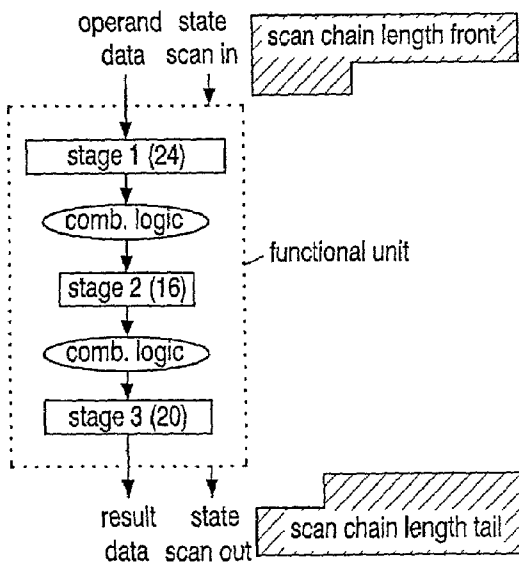 operand state
data scan in
scan chain length front
stage 1 (24)
comb. logic
functional unit
stage 2 (16)
comb. logic
stage 3 (20)
result state
data scan out
scan chain length tail